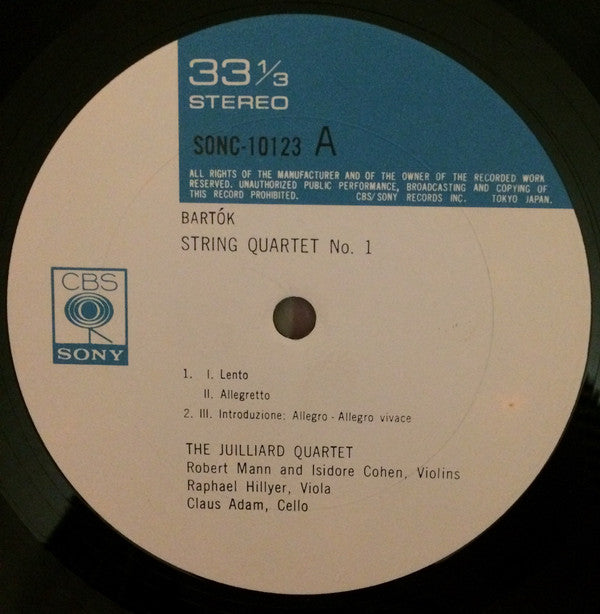 33 1/3
STEREO
SONC-10123 A
ALL RIGHTS OF THE MANUFACTURER AND OF THE OWNER OF THE RECORDED WORK
RESERVED. UNAUTHORIZED PUBLIC PERFORMANCE, BROADCASTING AND COPYING OF
THIS RECORD PROHIBITED. CBS/SONY RECORDS INC. TOKYO JAPAN.
BARTÓK
STRING QUARTET No. 1
CBS
SONY
1. I. Lento
II. Allegretto
2. III. Introduzione: Allegro - Allegro vivace
THE JUILLIARD QUARTET
Robert Mann and Isidore Cohen, Violins
Raphael Hillyer, Viola
Claus Adam, Cello